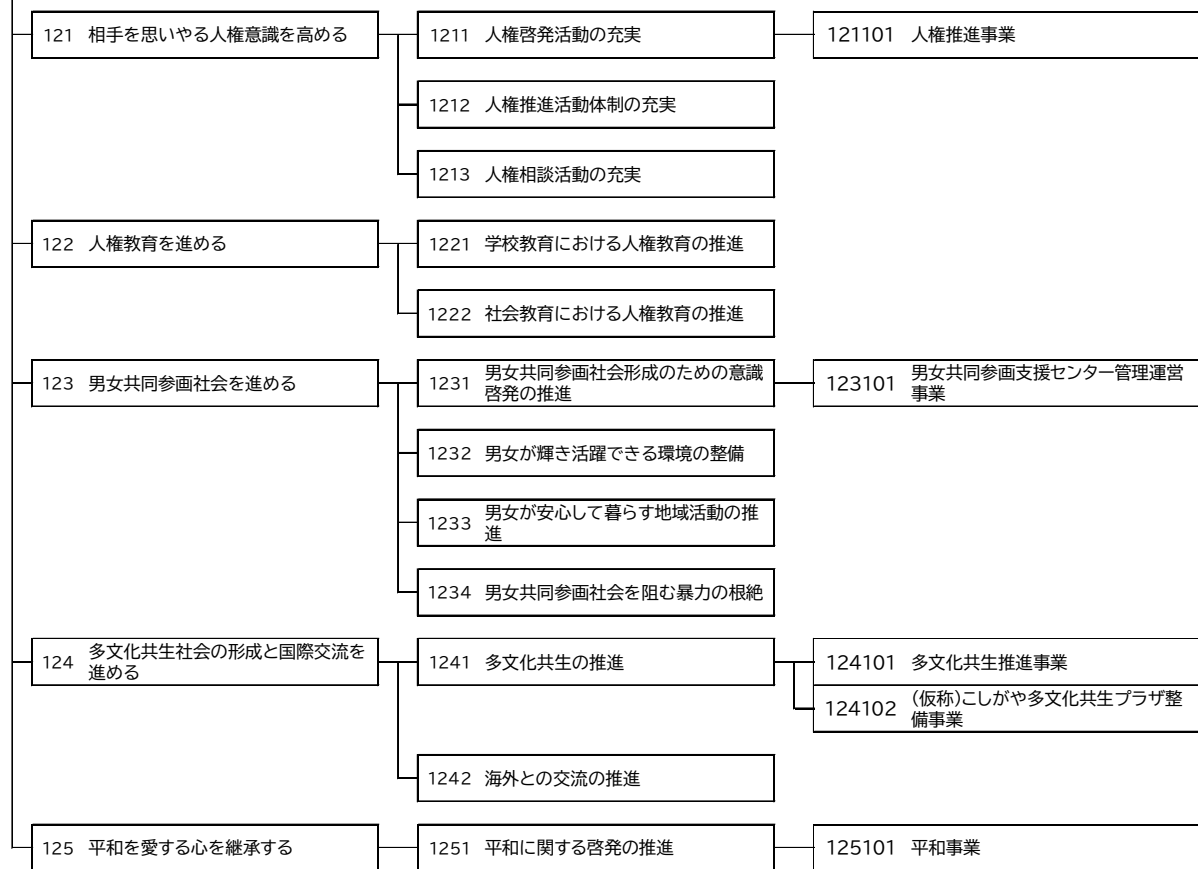 121 相手を思いやる人権意識を高める
1211 人権啓発活動の充実
121101 人権推進事業
1212 人権推進活動体制の充実
1213 人権相談活動の充実
122 人権教育を進める
1221 学校教育における人権教育の推進
1222 社会教育における人権教育の推進
123 男女共同参画社会を進める
1231 男女共同参画社会形成のための意識
啓発の推進
123101 男女共同参画支援センター管理運営
事業
1232 男女が輝き活躍できる環境の整備
1233 男女が安心して暮らす地域活動の推
進
1234 男女共同参画社会を阻む暴力の根絶
124 多文化共生社会の形成と国際交流を
進める
1241 多文化共生の推進
124101 多文化共生推進事業
124102 (仮称)こしがや多文化共生プラザ整
備事業
1242 海外との交流の推進
125 平和を愛する心を継承する
1251 平和に関する啓発の推進
125101 平和事業